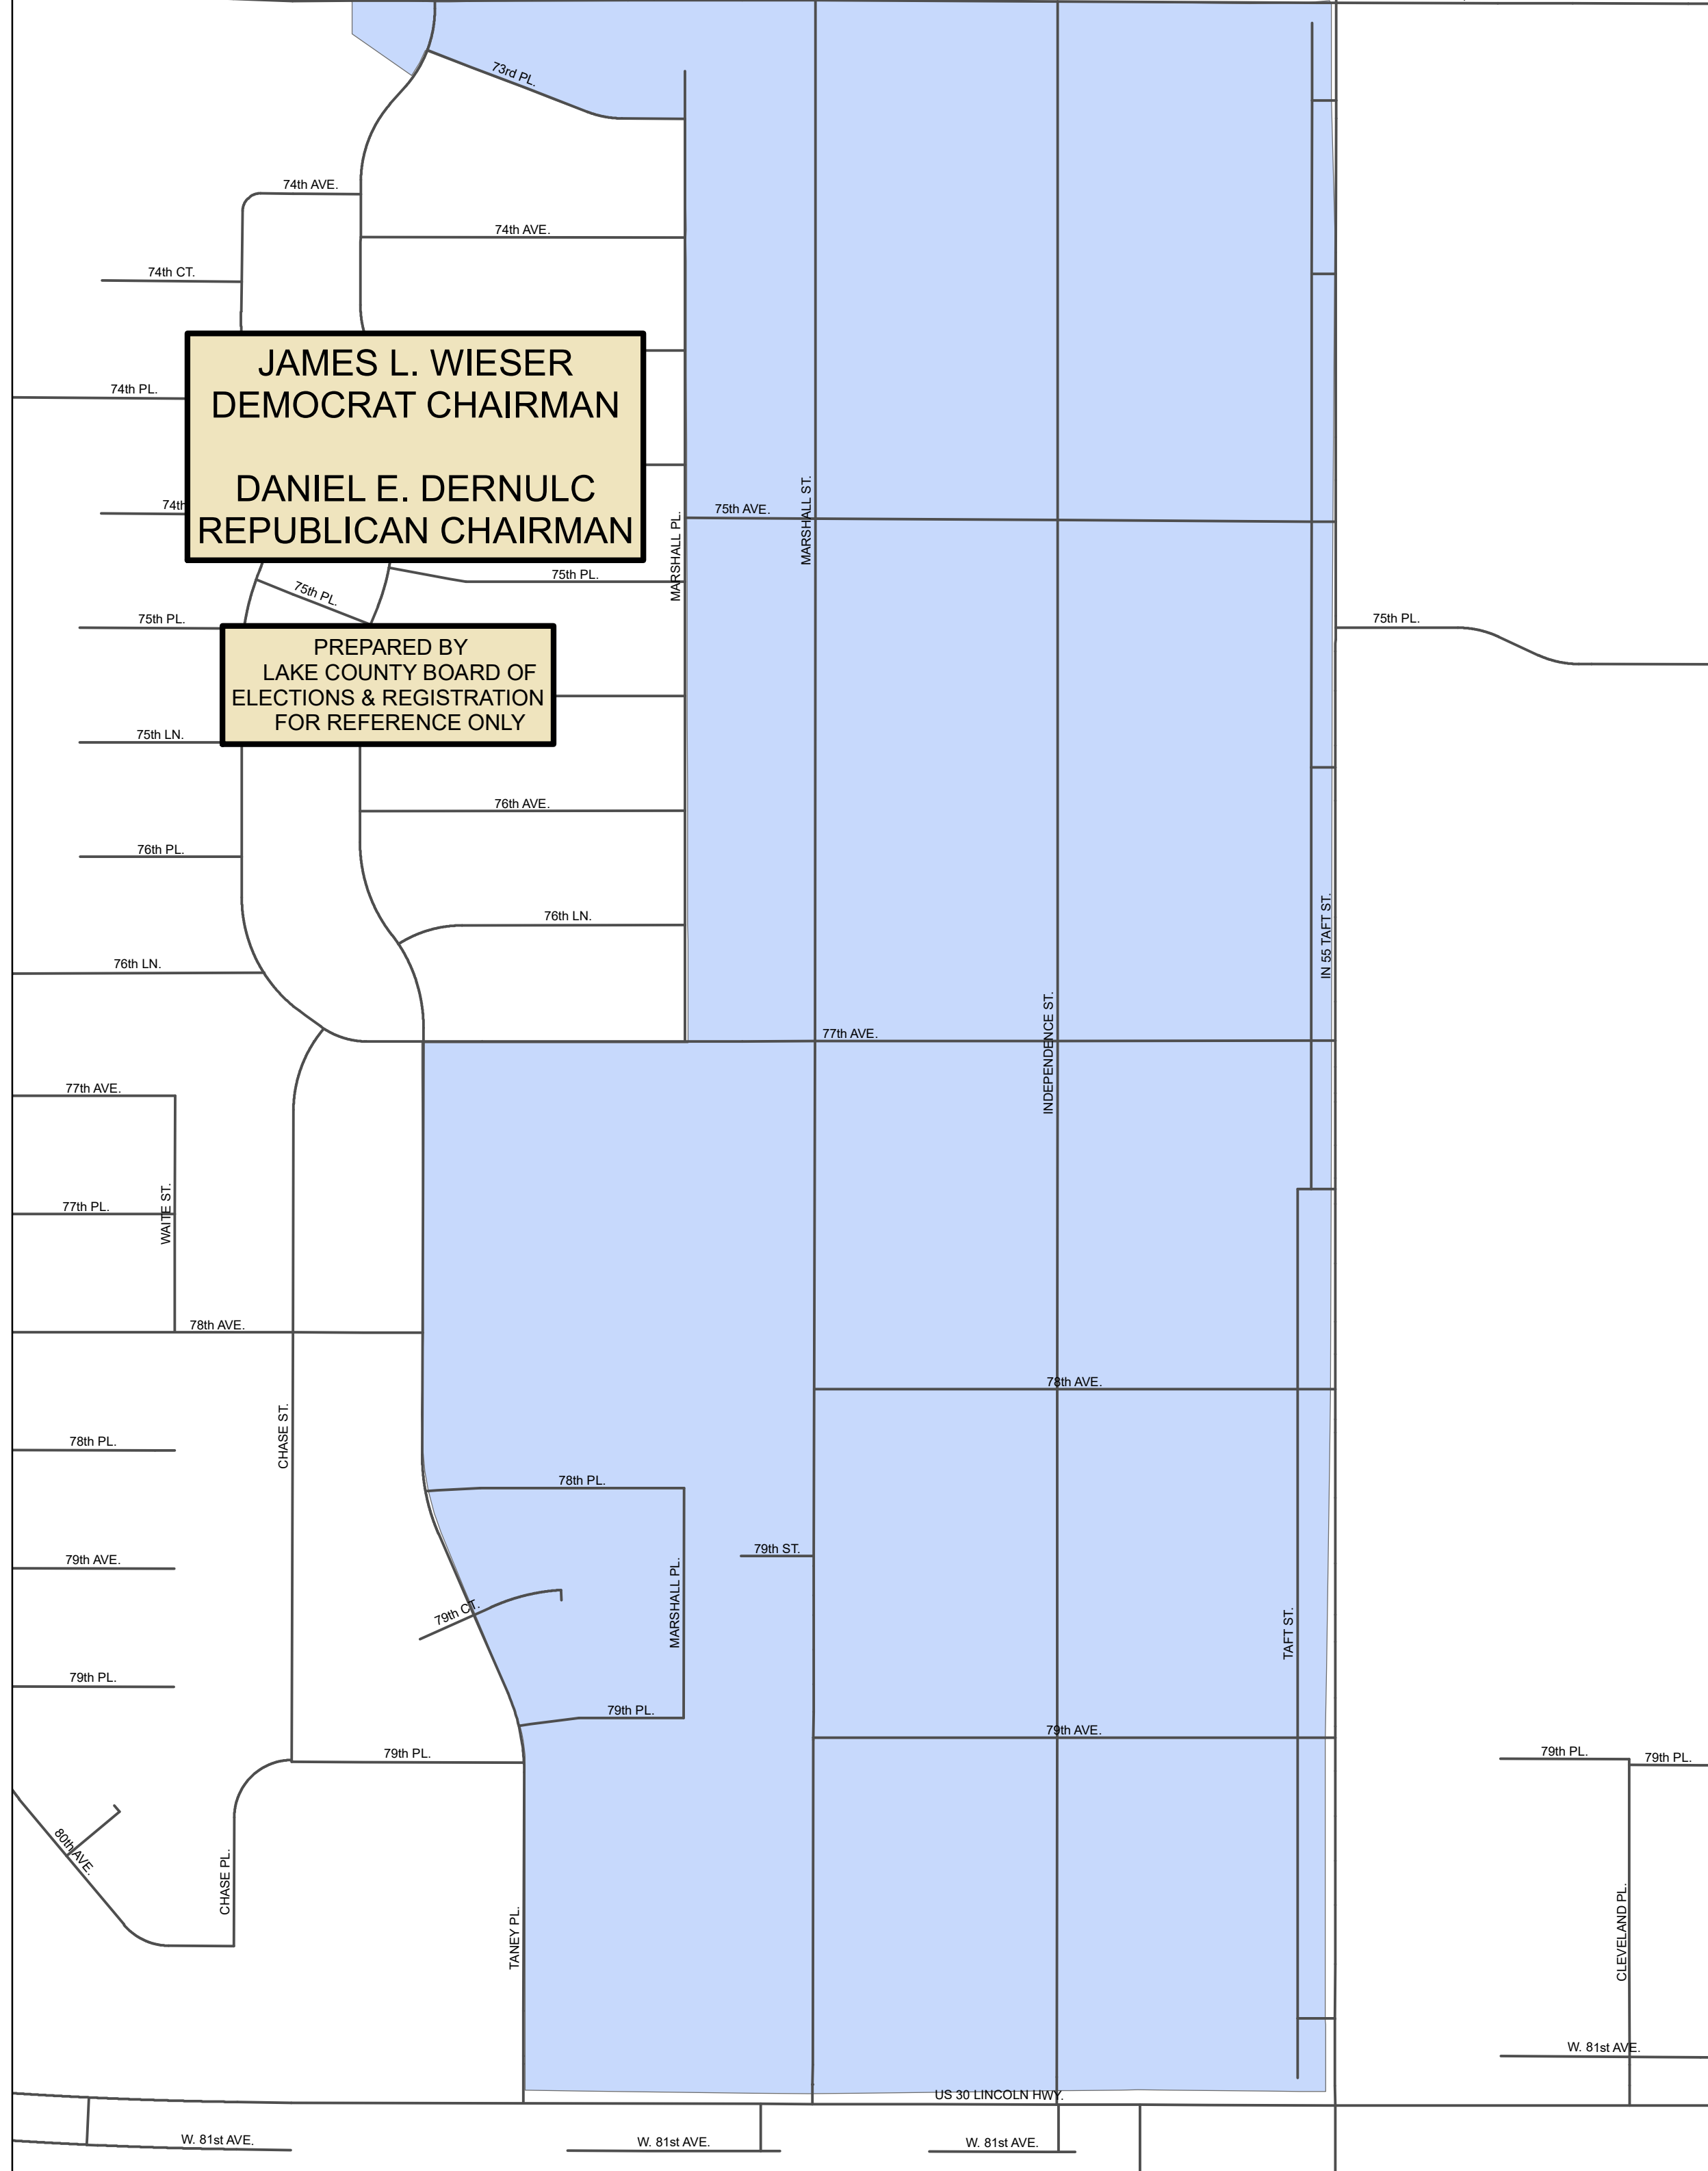 73rd PL.
74th AVE.
74th AVE.
74th CT.
JAMES L. WIESER
DEMOCRAT CHAIRMAN
DANIEL E. DERNULC
REPUBLICAN CHAIRMAN
74th PL.
74th
MARSHALL ST.
75th AVE.
MARSHALL PL.
75th PL.
75th PL.
75th PL.
75th PL.
PREPARED BY
LAKE COUNTY BOARD OF
ELECTIONS & REGISTRATION
FOR REFERENCE ONLY
75th LN.
76th AVE.
76th PL.
76th LN.
IN 55 TAFT ST.
76th LN.
INDEPENDENCE ST.
77th AVE.
77th AVE.
WAITE ST.
77th PL.
78th AVE.
78th AVE.
CHASE ST.
78th PL.
78th PL.
79th ST.
79th AVE.
MARSHALL PL.
79th CT.
TAFT ST.
79th PL.
79th PL.
79th AVE.
79th PL.
79th PL.
79th PL.
80th AVE.
CHASE PL.
TANEY PL.
CLEVELAND PL.
W. 81st AVE.
US 30 LINCOLN HWY.
W. 81st AVE.
W. 81st AVE.
W. 81st AVE.